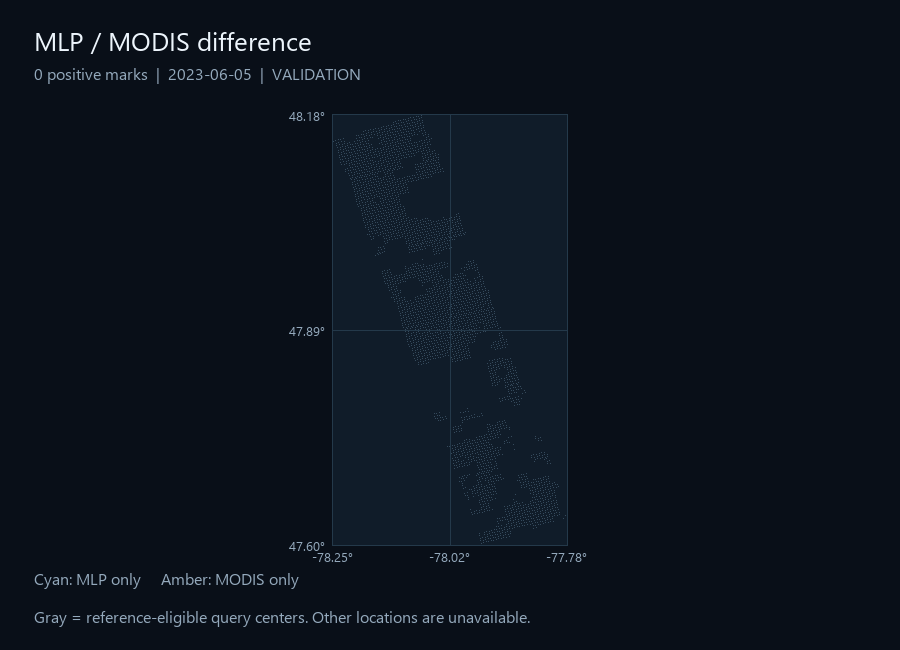 MLP / MODIS difference
0 positive marks | 2023-06-05 | VALIDATION
48.18°
47.89°
47.60°
-78.25° -78.02° -77.78°
Cyan: MLP only Amber: MODIS only
Gray = reference-eligible query centers. Other locations are unavailable.